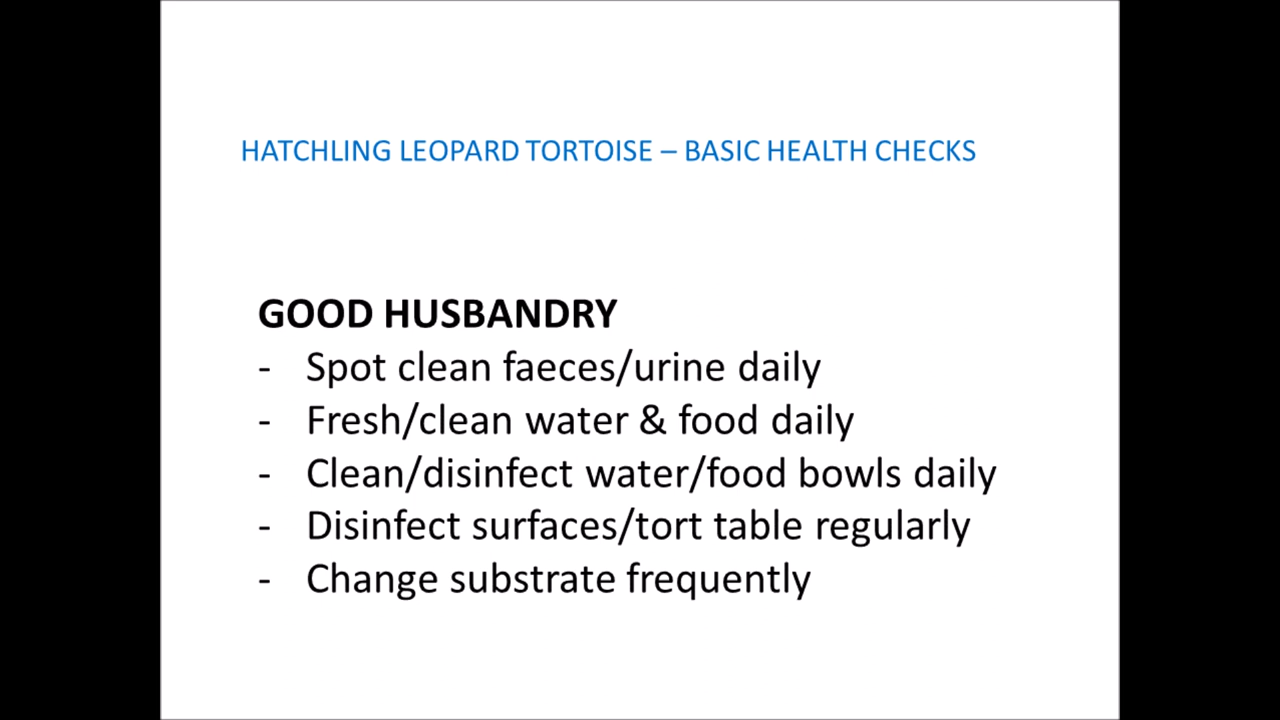 HATCHLING LEOPARD TORTOISE – BASIC HEALTH CHECKS
GOOD HUSBANDRY
- Spot clean faeces/urine daily
- Fresh/clean water & food daily
- Clean/disinfect water/food bowls daily
- Disinfect surfaces/tort table regularly
- Change substrate frequently